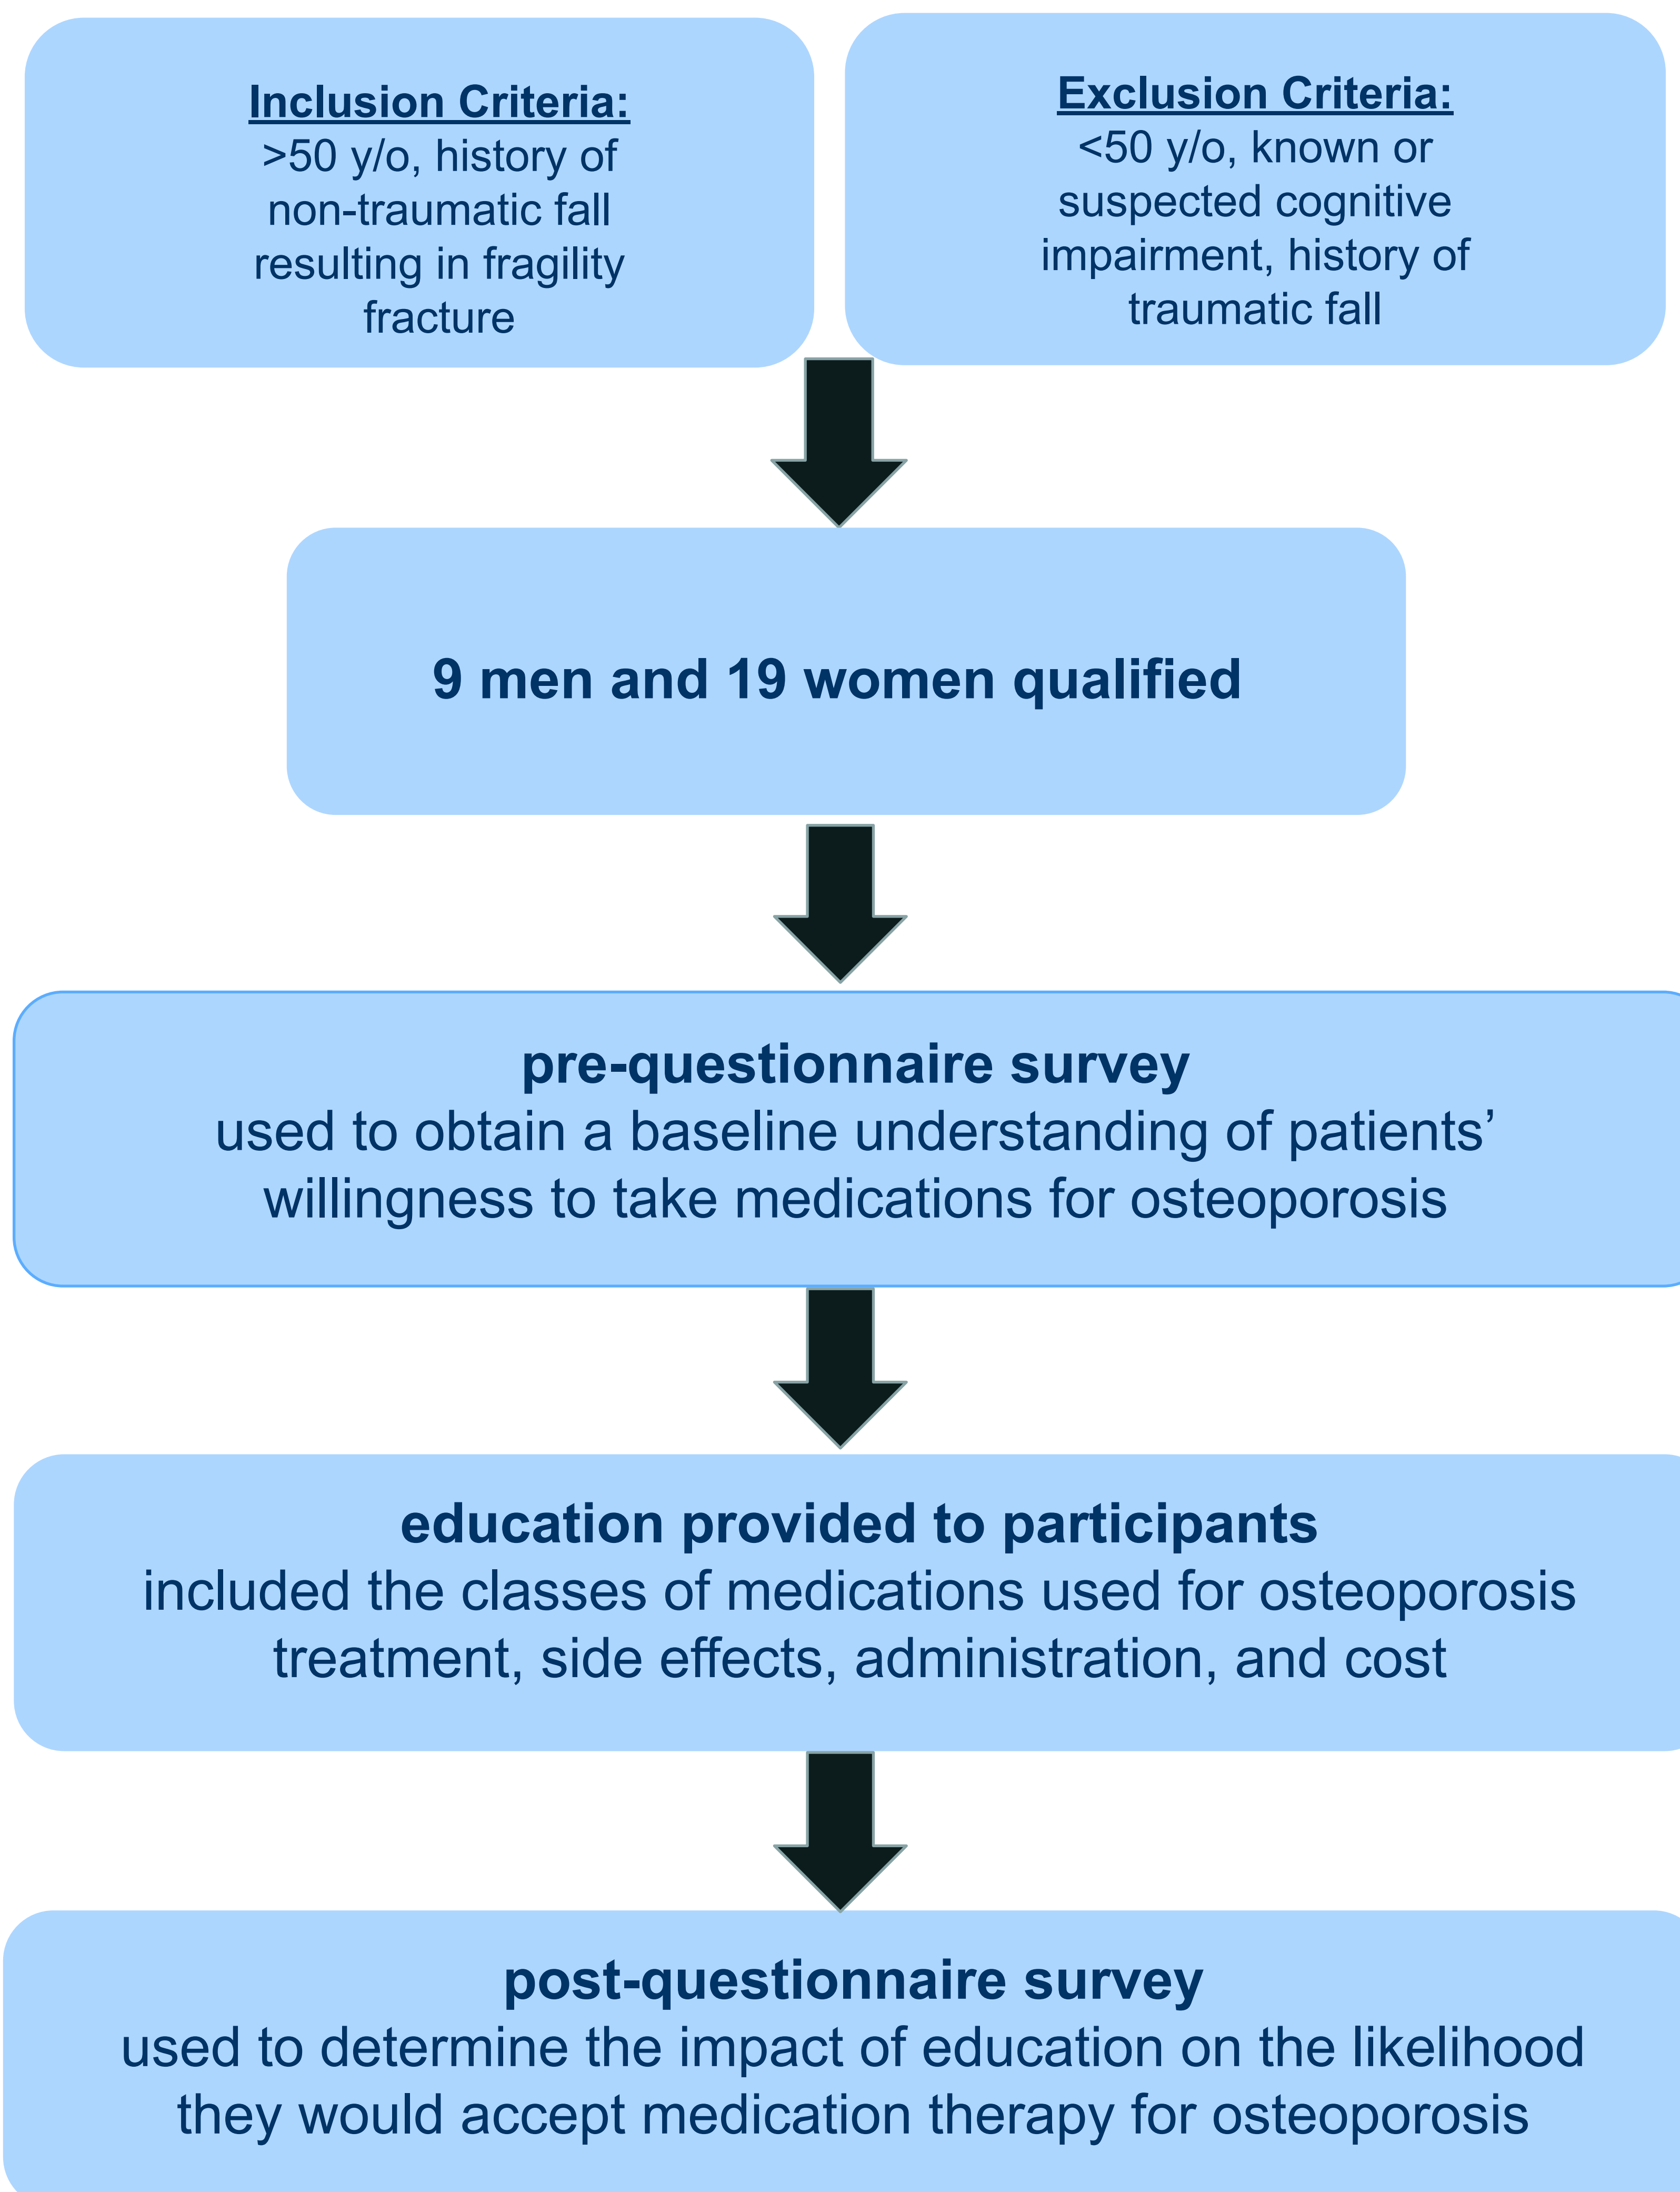 Inclusion Criteria:
>50 y/o, history of
non-traumatic fall
resulting in fragility
fracture
Exclusion Criteria:
<50 y/o, known or
suspected cognitive
impairment, history of
traumatic fall
9 men and 19 women qualified
pre-questionnaire survey
used to obtain a baseline understanding of patients’
willingness to take medications for osteoporosis
education provided to participants
included the classes of medications used for osteoporosis
treatment, side effects, administration, and cost
post-questionnaire survey
used to determine the impact of education on the likelihood
they would accept medication therapy for osteoporosis